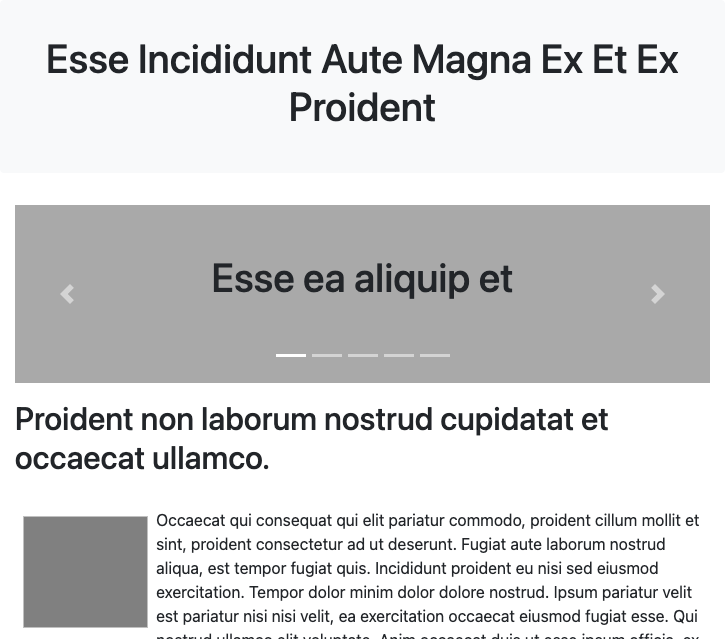 Esse Incididunt Aute Magna Ex Et Ex
Proident
Esse ea aliquip et
Proident non laborum nostrud cupidatat et
occaecat ullamco.
Occaecat qui consequat qui elit pariatur commodo, proident cillum mollit et
sint, proident consectetur ad ut deserunt. Fugiat aute laborum nostrud
aliqua, est tempor fugiat quis. Incididunt proident eu nisi sed eiusmod
exercitation. Tempor dolor minim dolor dolore nostrud. Ipsum pariatur velit
est pariatur nisi nisi velit, ea exercitation occaecat eiusmod fugiat esse. Qui